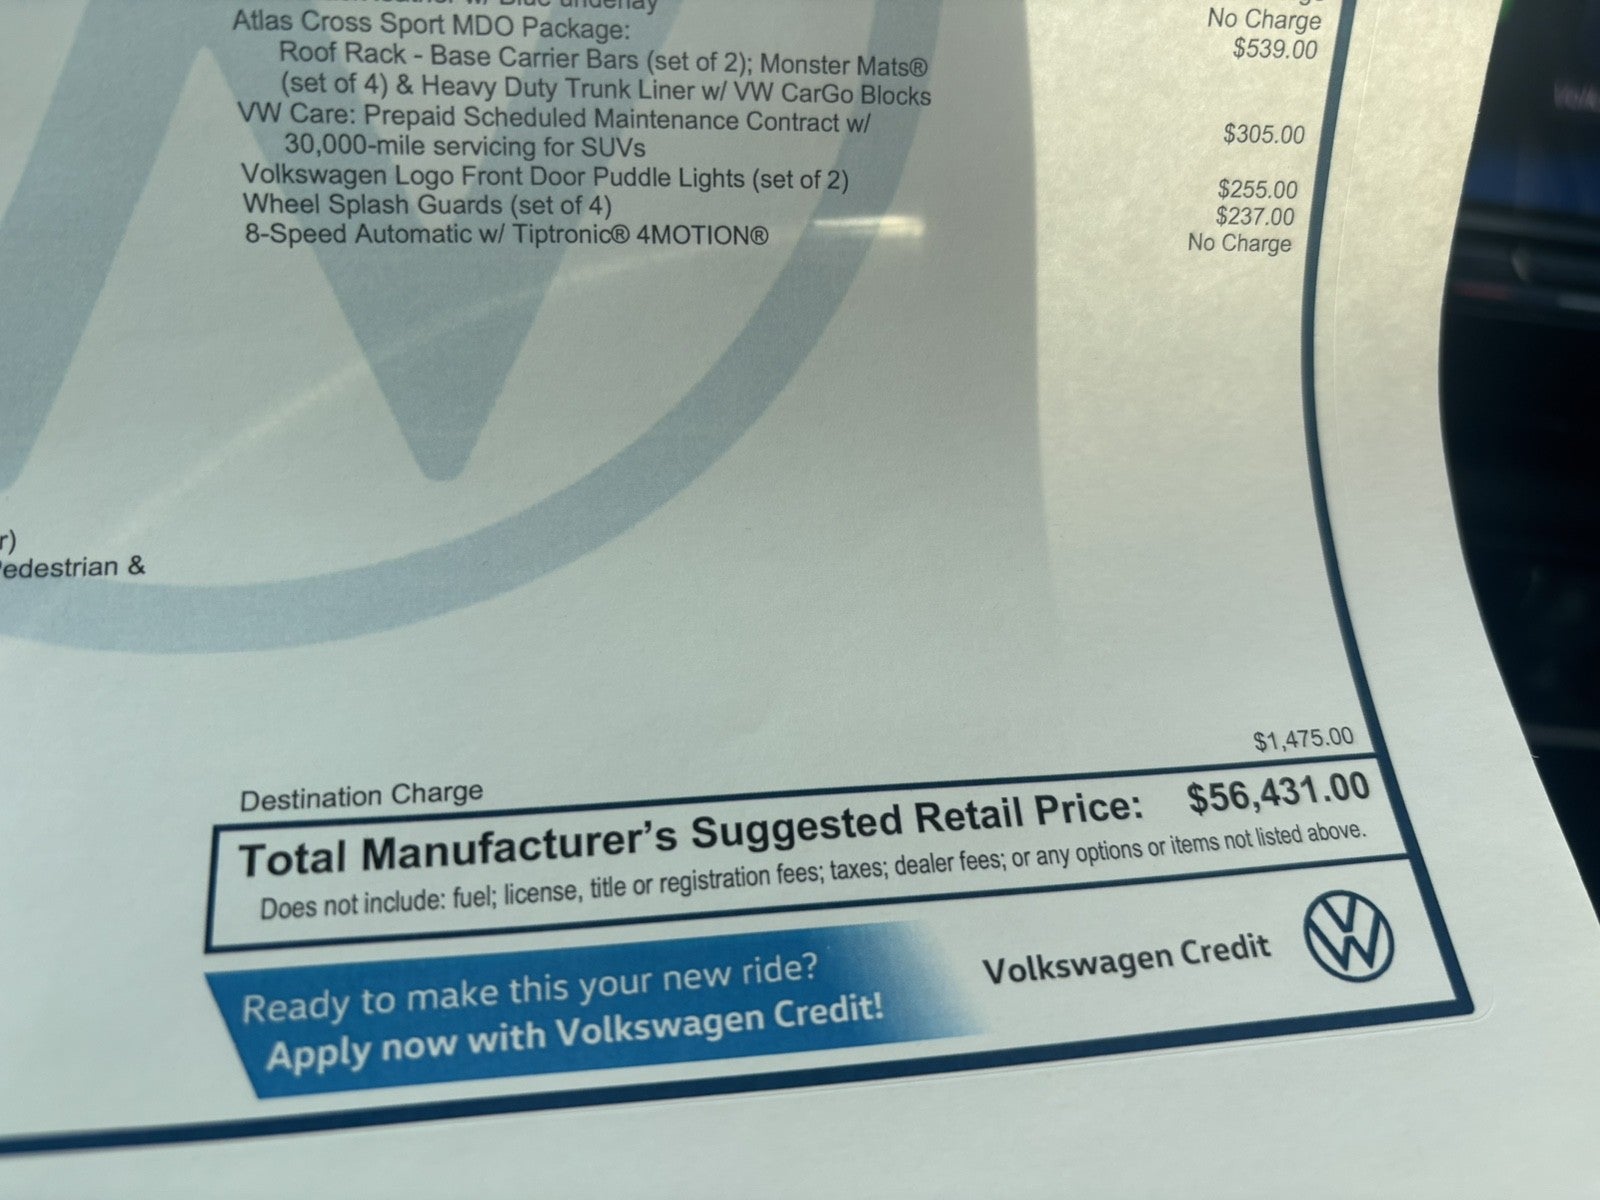 w/ Blue underlay
No Charge
Atlas Cross Sport MDO Package:
$539.00
Roof Rack - Base Carrier Bars (set of 2); Monster Mats®
(set of 4) & Heavy Duty Trunk Liner w/ VW CarGo Blocks
VW Care: Prepaid Scheduled Maintenance Contract w/
$305.00
30,000-mile servicing for SUVs
Volkswagen Logo Front Door Puddle Lights (set of 2)
$255.00
Wheel Splash Guards (set of 4)
$237.00
8-Speed Automatic w/ Tiptronic® 4MOTION®
No Charge
r)
edestrian &
Destination Charge
$1,475.00
Total Manufacturer's Suggested Retail Price: $56,431.00
Does not include: fuel; license, title or registration fees; taxes; dealer fees; or any options or items not listed above.
Ready to make this your new ride?
Apply now with Volkswagen Credit!
Volkswagen Credit